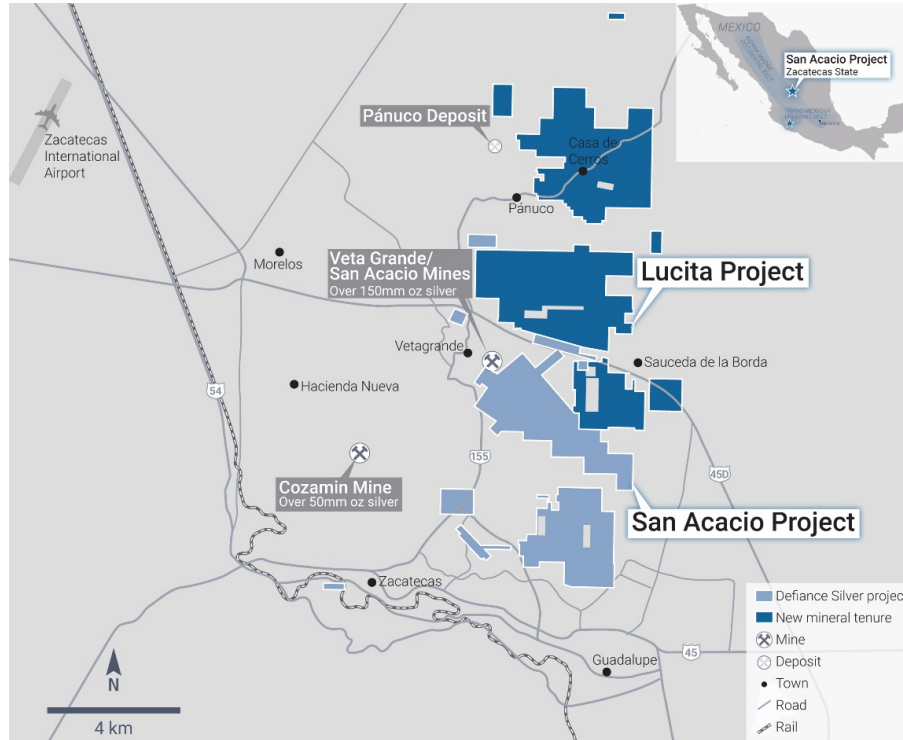 MEXICO
San Acacio Project
Zacatecas State
Pánuco Deposit
Zacatecas
International
Airport
Casa de
Cerros
Pánuco
Morelos
Veta Grande/
San Acacio Mines
Over 150mm oz silver
Lucita Project
Vetagrande
Sauceda de la Borda
54
Hacienda Nueva
155
45D
Cozamin Mine
Over 50mm oz silver
San Acacio Project
Zacatecas
Guadalupe
45
Defiance Silver project
New mineral tenure
Mine
Deposit
Town
Road
Rail
N
4 km